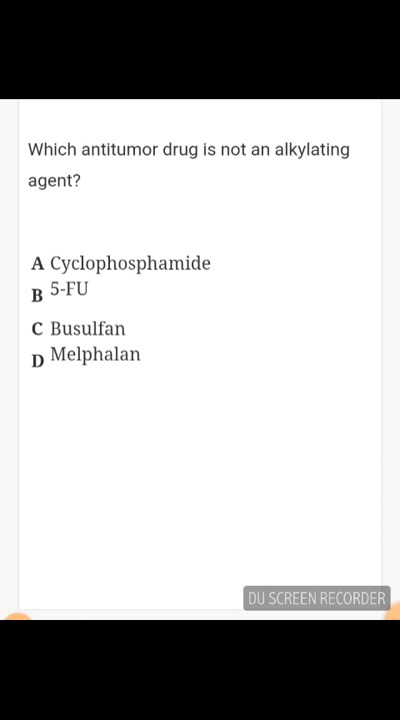 Which antitumor drug is not an alkylating
agent?
A Cyclophosphamide
B 5-FU
C Busulfan
D Melphalan
DU SCREEN RECORDER